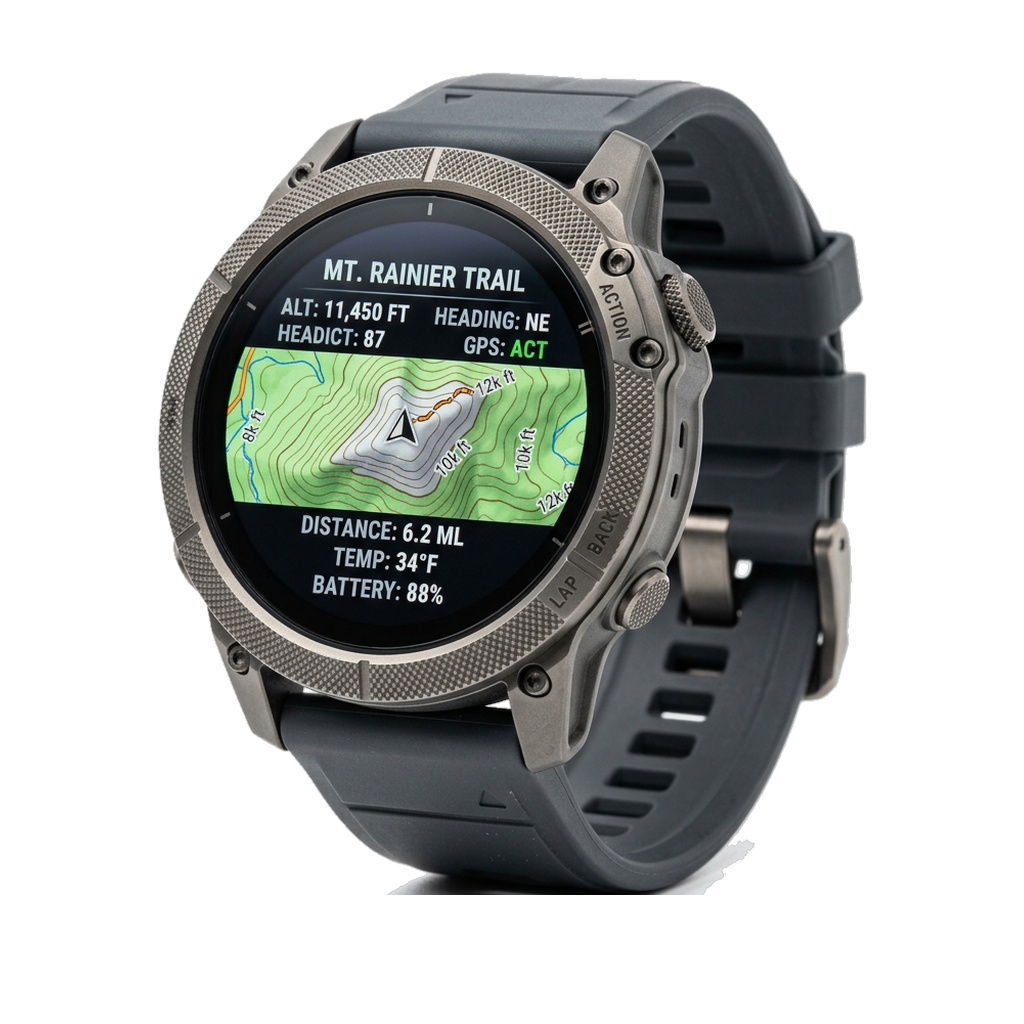 MT. RAINIER TRAIL
ALT: 11,450 FT HEADING: NE
HEADICT: 87 GPS: ACT
12k ft
8k ft
10k ft
10k ft
12k ft
DISTANCE: 6.2 ML
TEMP: 34°F
BATTERY: 88%
ACTION
BACK
LAP